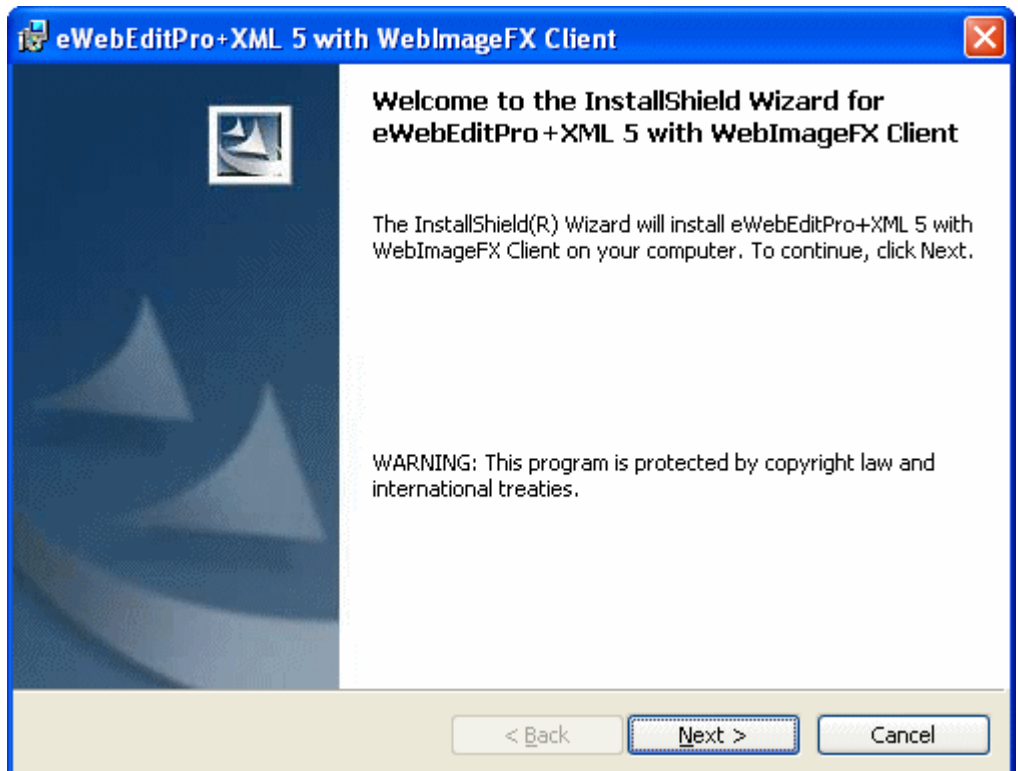 eWebEditPro+XML 5 with WebImageFX Client
Welcome to the InstallShield Wizard for
eWebEditPro+XML 5 with WebImageFX Client
The InstallShield(R) Wizard will install eWebEditPro+XML 5 with
WebImageFX Client on your computer. To continue, click Next.
WARNING: This program is protected by copyright law and
international treaties.
< Back
Next >
Cancel